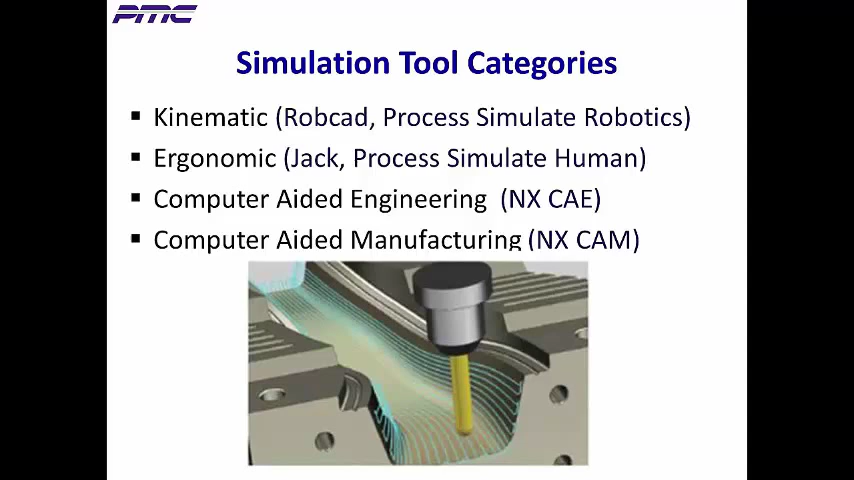 PMC
Simulation Tool Categories
▪ Kinematic (Robcad, Process Simulate Robotics)
▪ Ergonomic (Jack, Process Simulate Human)
▪ Computer Aided Engineering (NX CAE)
▪ Computer Aided Manufacturing (NX CAM)